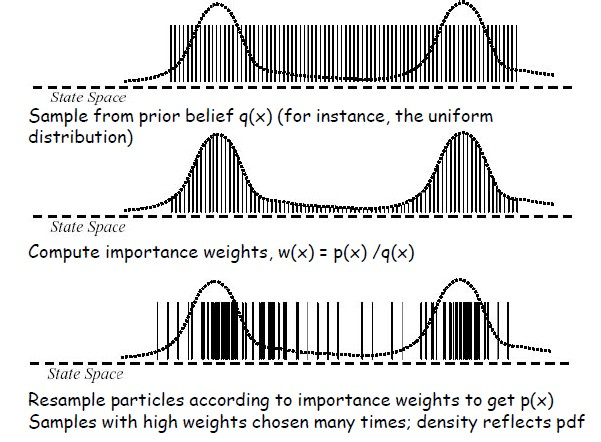 State Space
Sample from prior belief q(x) (for instance, the uniform
distribution)
State Space
Compute importance weights, w(x) = p(x) /q(x)
State Space
Resample particles according to importance weights to get p(x)
Samples with high weights chosen many times; density reflects pdf